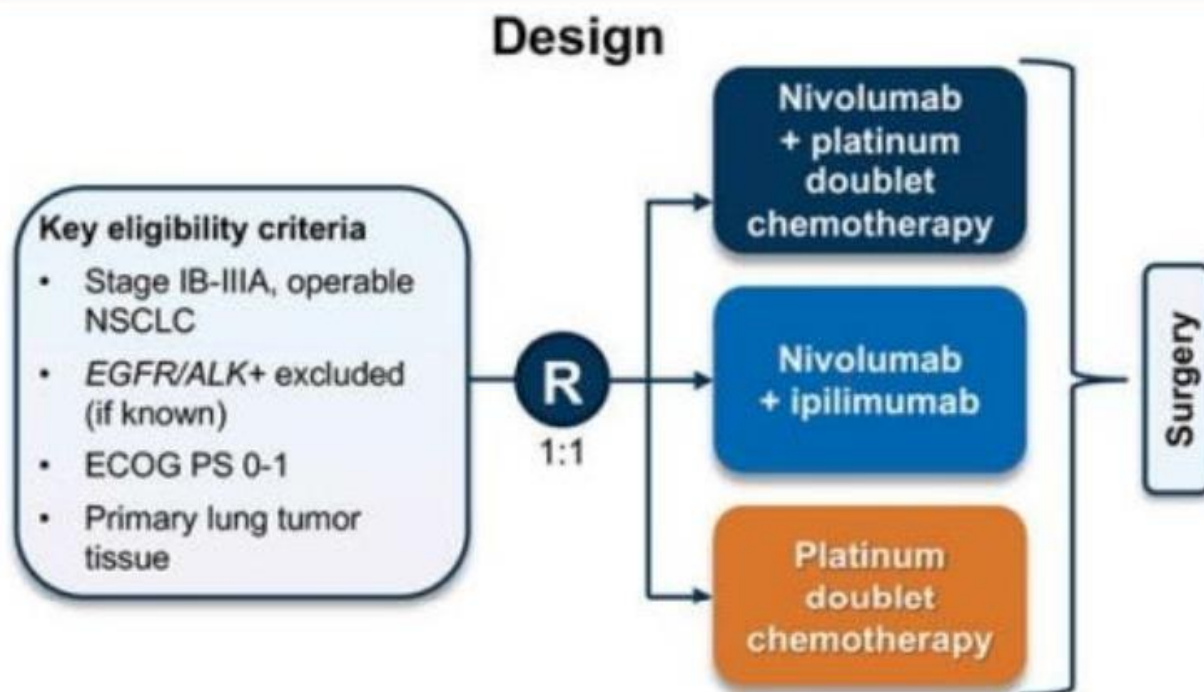 Design
Key eligibility criteria
• Stage IB-IIIA, operable
NSCLC
• EGFR/ALK+ excluded
(if known)
• ECOG PS 0-1
• Primary lung tumor
tissue
R
1:1
Nivolumab
+ platinum
doublet
chemotherapy
Nivolumab
+ ipilimumab
Platinum
doublet
chemotherapy
Surgery